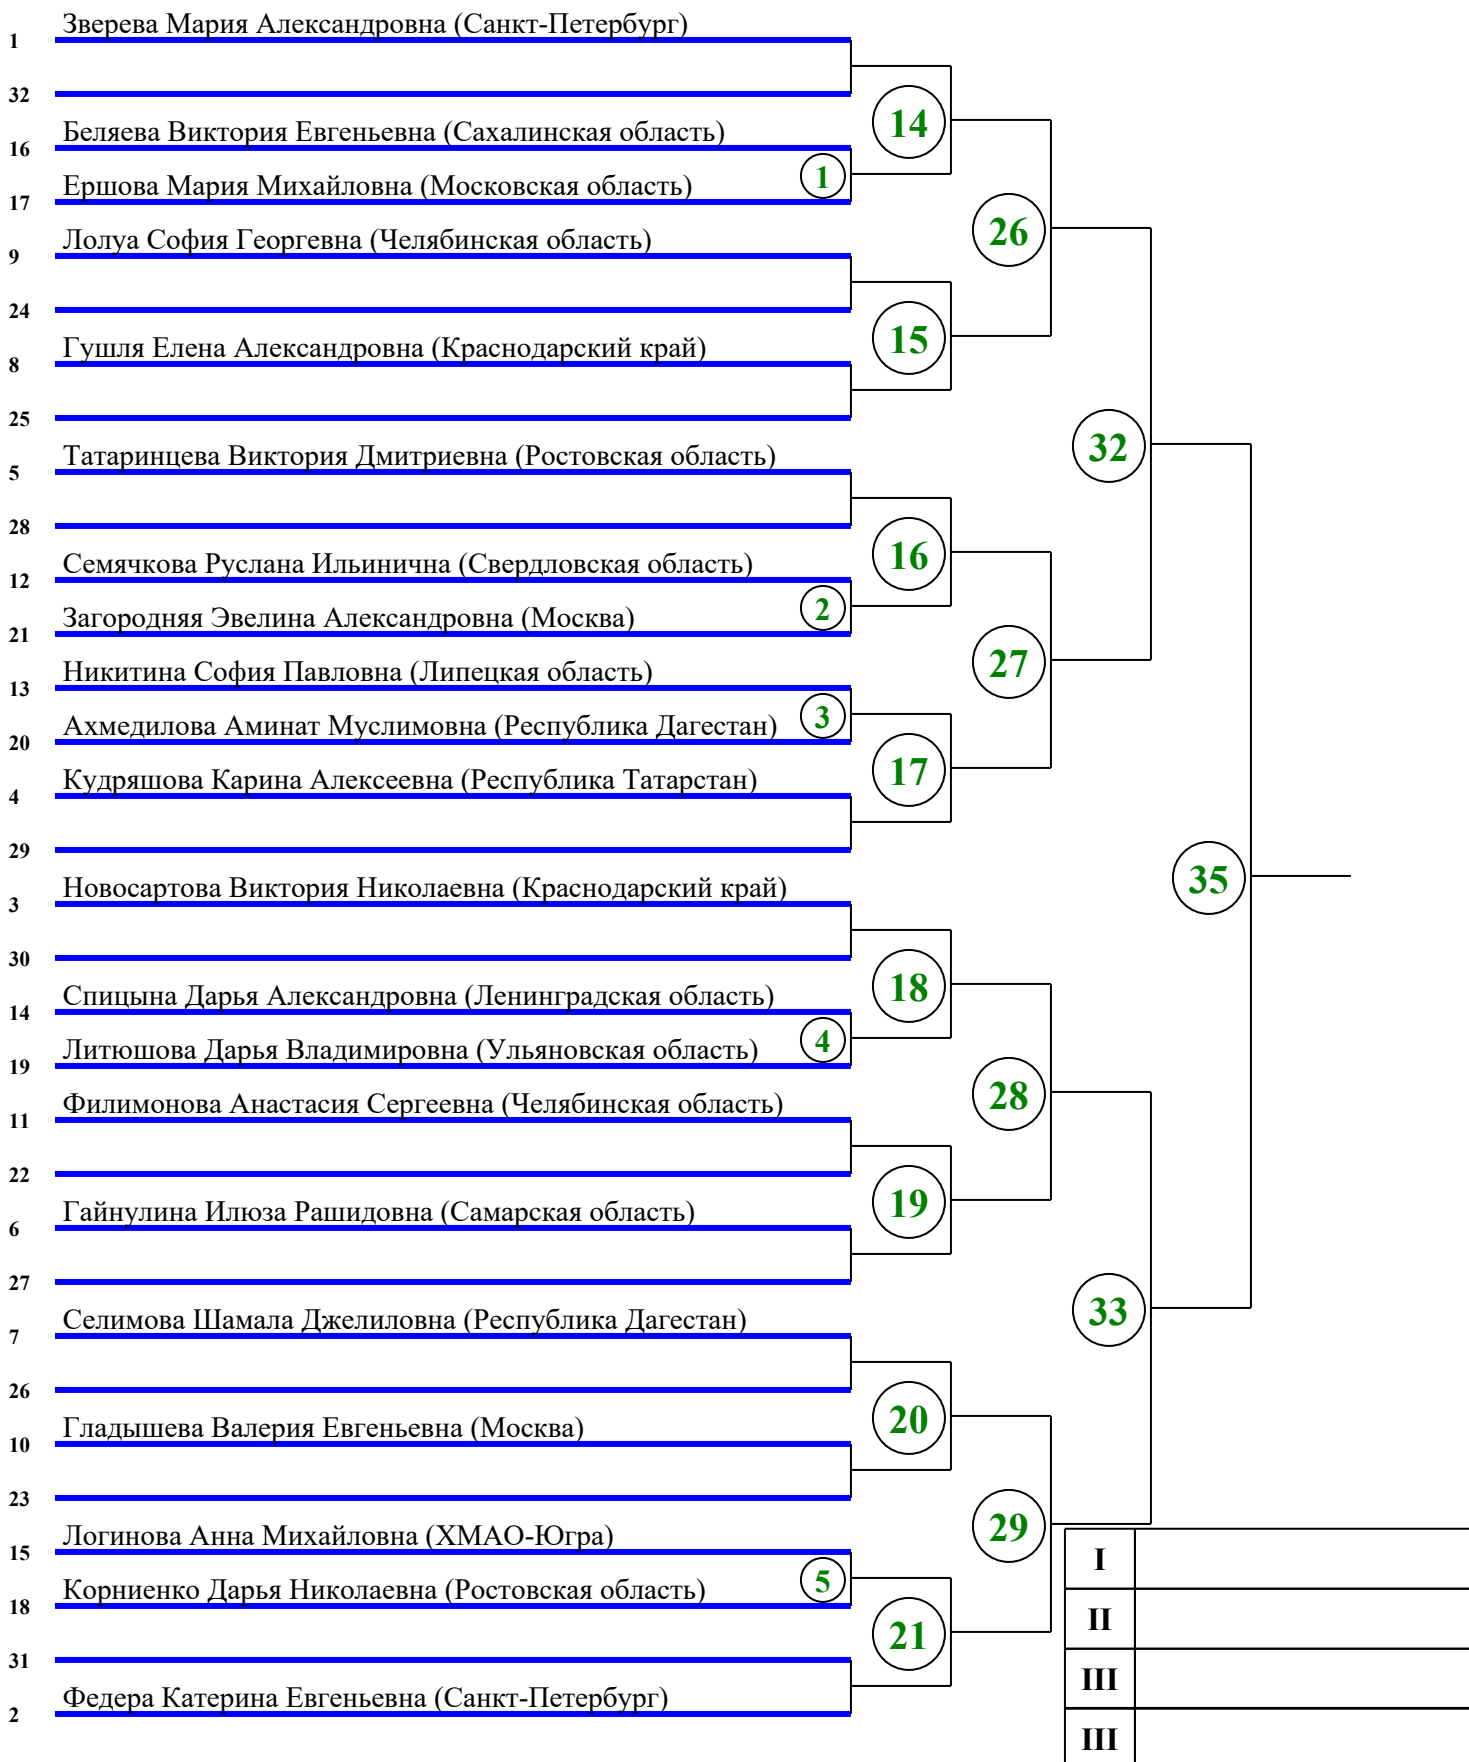 Зверева Мария Александровна (Санкт-Петербург)
1
32
14
Беляева Виктория Евгеньевна (Сахалинская область)
16
1
Ершова Мария Михайловна (Московская область)
17
26
Лолуа София Георгевна (Челябинская область)
9
24
15
Гушля Елена Александровна (Краснодарский край)
8
25
32
Татаринцева Виктория Дмитриевна (Ростовская область)
5
28
16
Семячкова Руслана Ильинична (Свердловская область)
12
2
Загородняя Эвелина Александровна (Москва)
21
27
Никитина София Павловна (Липецкая область)
13
3
Ахмедилова Аминат Муслимовна (Республика Дагестан)
20
17
Кудряшова Карина Алексеевна (Республика Татарстан)
4
29
35
Новосартова Виктория Николаевна (Краснодарский край)
3
30
18
Спицына Дарья Александровна (Ленинградская область)
14
4
Литюшова Дарья Владимировна (Ульяновская область)
19
28
Филимонова Анастасия Сергеевна (Челябинская область)
11
22
19
Гайнулина Илюза Рашидовна (Самарская область)
6
27
33
Селимова Шамала Джелиловна (Республика Дагестан)
7
26
20
Гладышева Валерия Евгеньевна (Москва)
10
23
29
Логинова Анна Михайловна (ХМАО-Югра)
15
5
Корниенко Дарья Николаевна (Ростовская область)
18
21
31
Федера Катерина Евгеньевна (Санкт-Петербург)
2
I
II
III
III